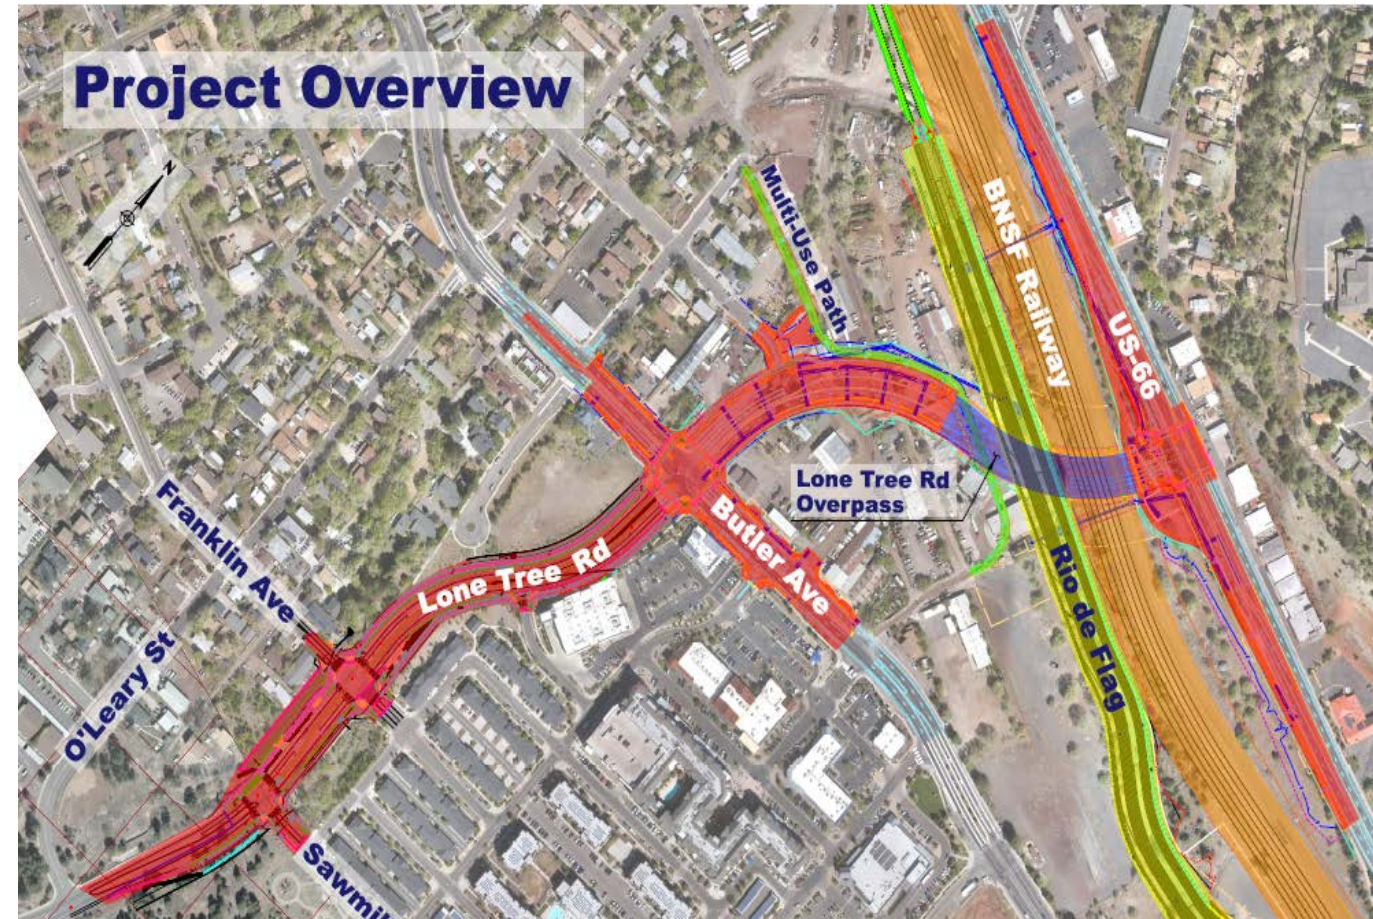 Project Overview
N
Multi-Use Path
BNSF Railway
US-66
Lone Tree Rd
Overpass
Butler Ave
Lone Tree Rd
Rio de Flag
Franklin Ave
O'Leary St
Sawmil